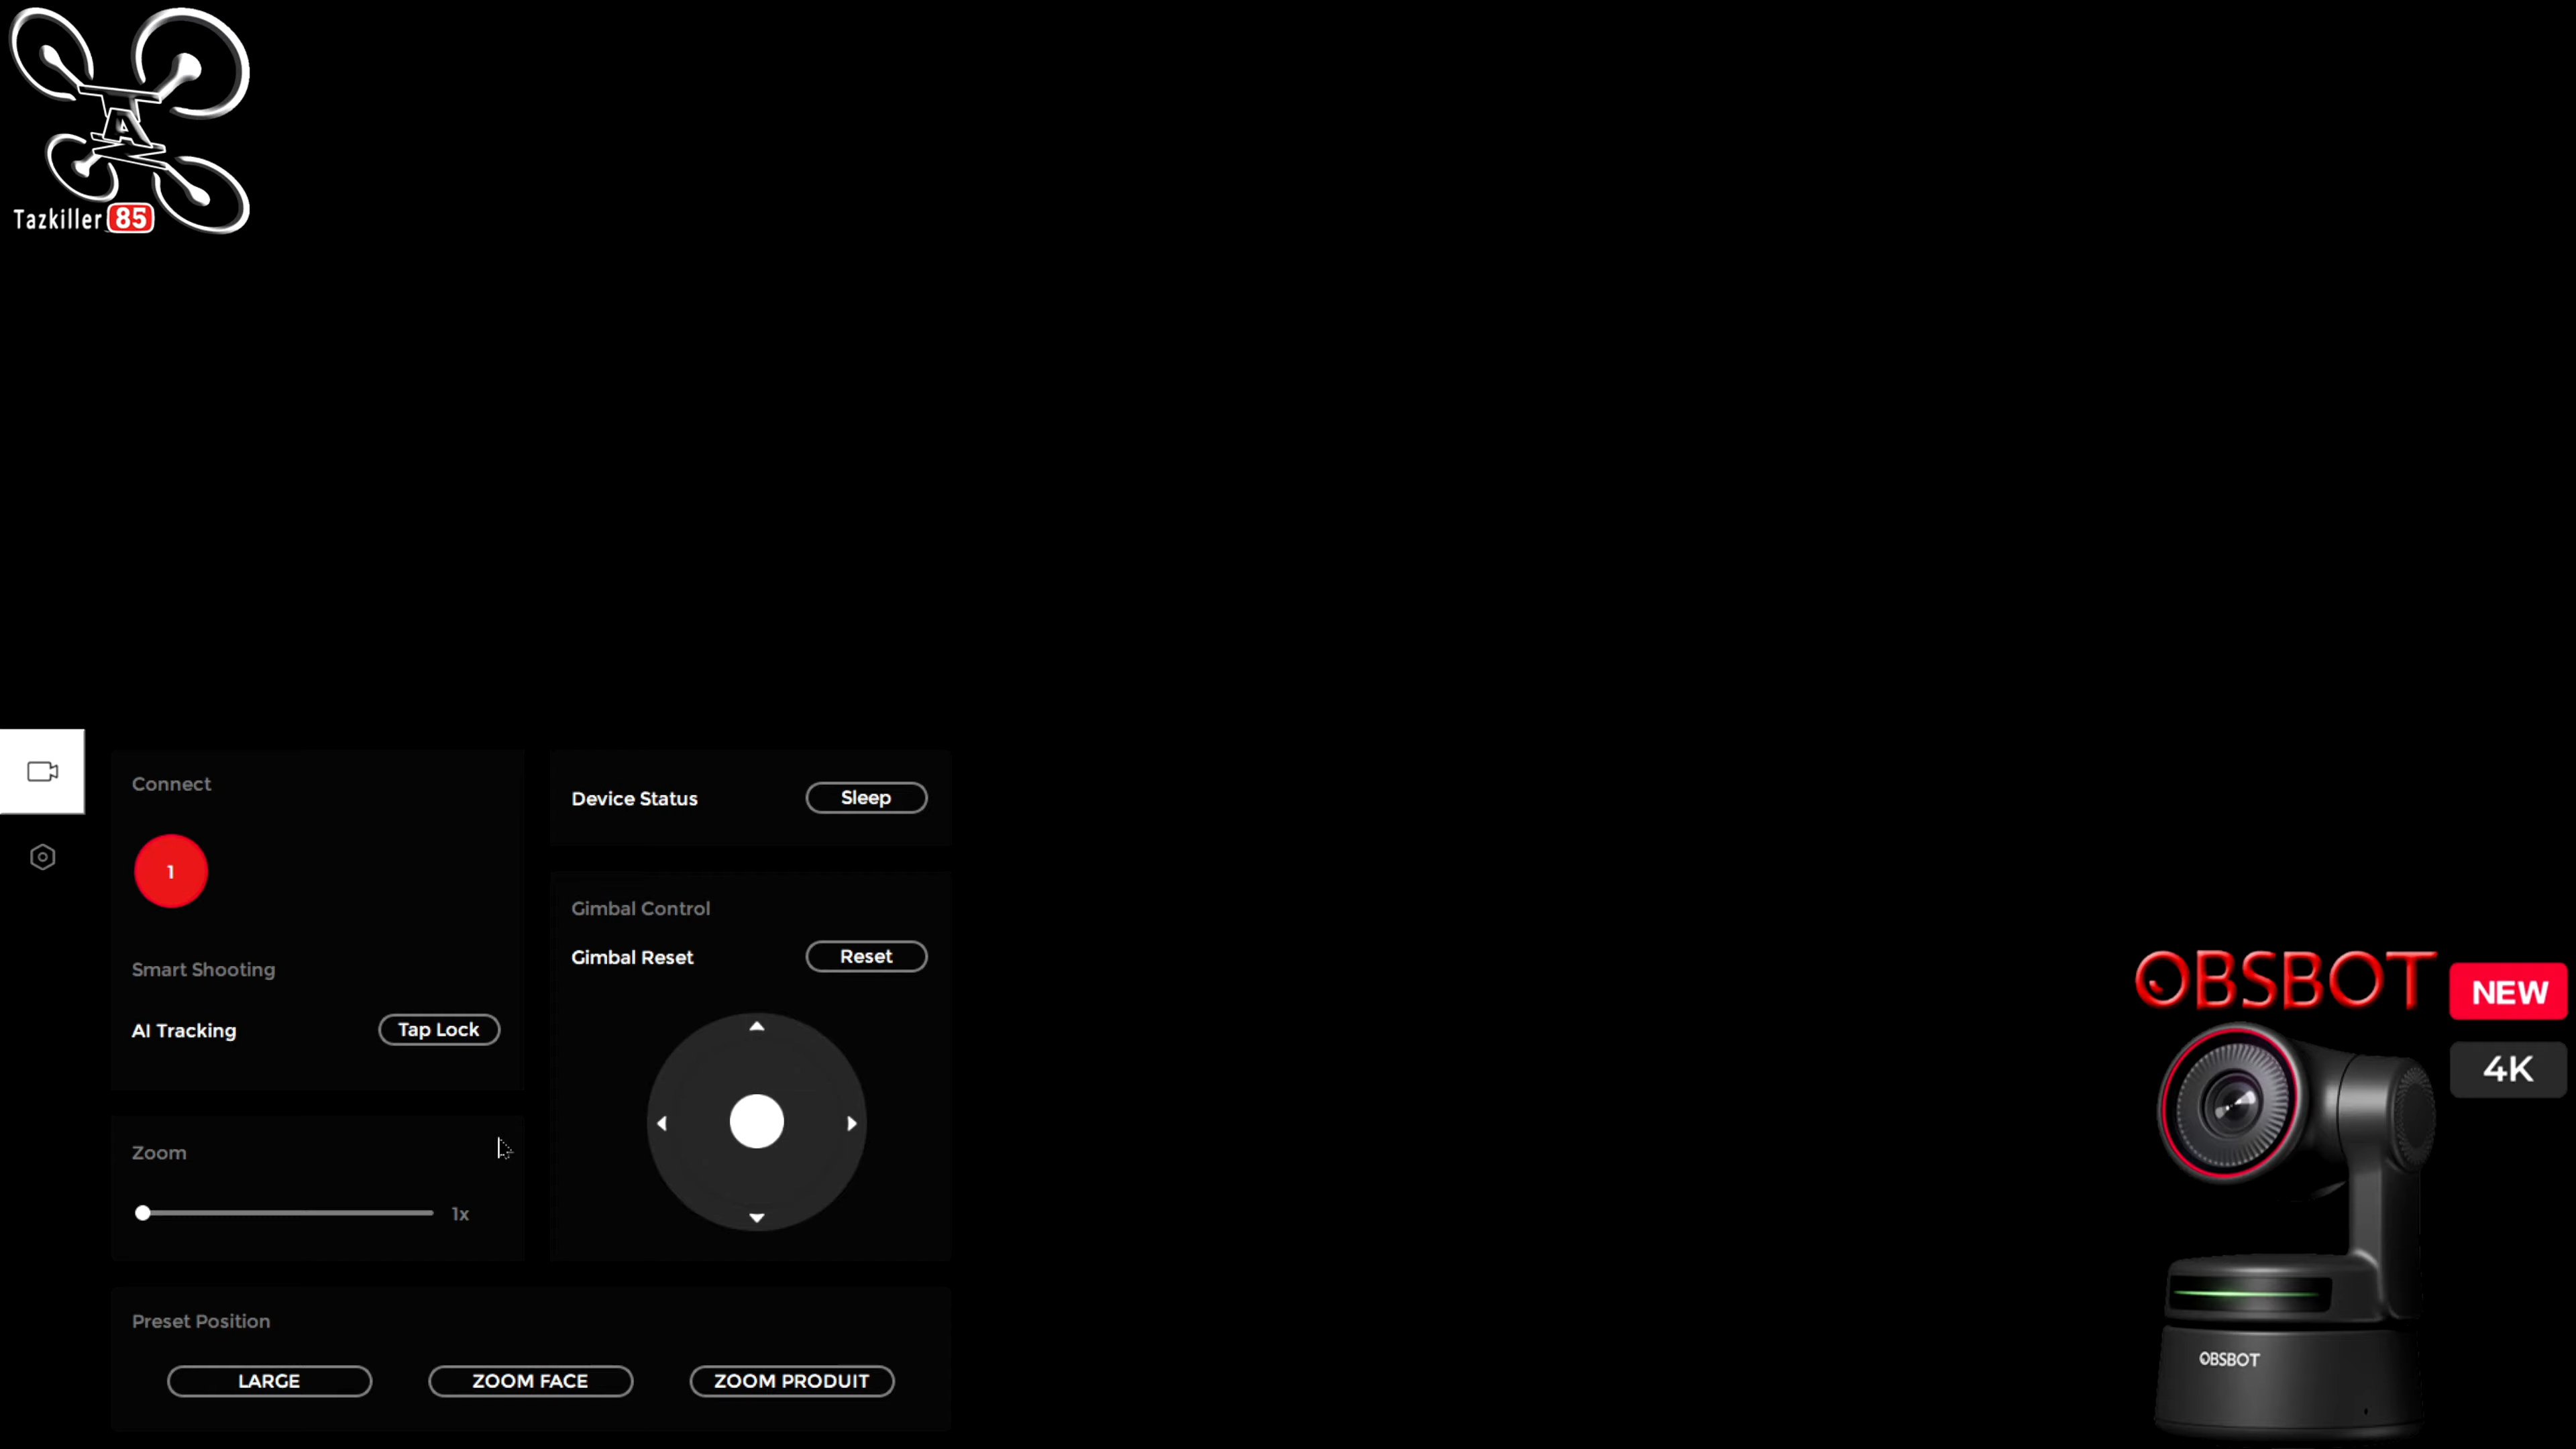 TAM
Tazkiller 85
Connect
1
Smart Shooting
AI Tracking
Tap Lock
Zoom
1x
Device Status
Sleep
Gimbal Control
Gimbal Reset
Reset
Preset Position
LARGE
ZOOM FACE
ZOOM PRODUIT
OBSBOT
NEW
4K
OBSBOT